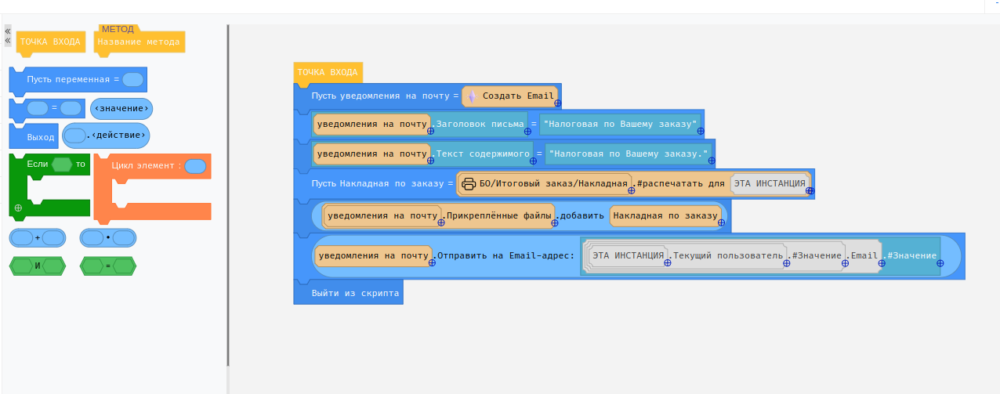 «
«
ТОЧКА ВХОДА
МЕТОД
Название метода
Пусть переменная =
=
‹значение›
Выход
.‹действие›
Если то
Цикл элемент :
+
•
И
=
ТОЧКА ВХОДА
Пусть уведомления на почту = Создать Email
уведомления на почту.Заголовок письма = "Налоговая по Вашему заказу"
уведомления на почту.Текст содержимого = "Налоговая по Вашему заказу."
Пусть Накладная по заказу = БО/Итоговый заказ/Накладная.#распечатать для ЭТА ИНСТАНЦИЯ
уведомления на почту.Прикреплённые файлы.добавить Накладная по заказу
уведомления на почту.Отправить на Email-адрес: ЭТА ИНСТАНЦИЯ.Текущий пользователь.#Значение.Email.#Значение
Выйти из скрипта